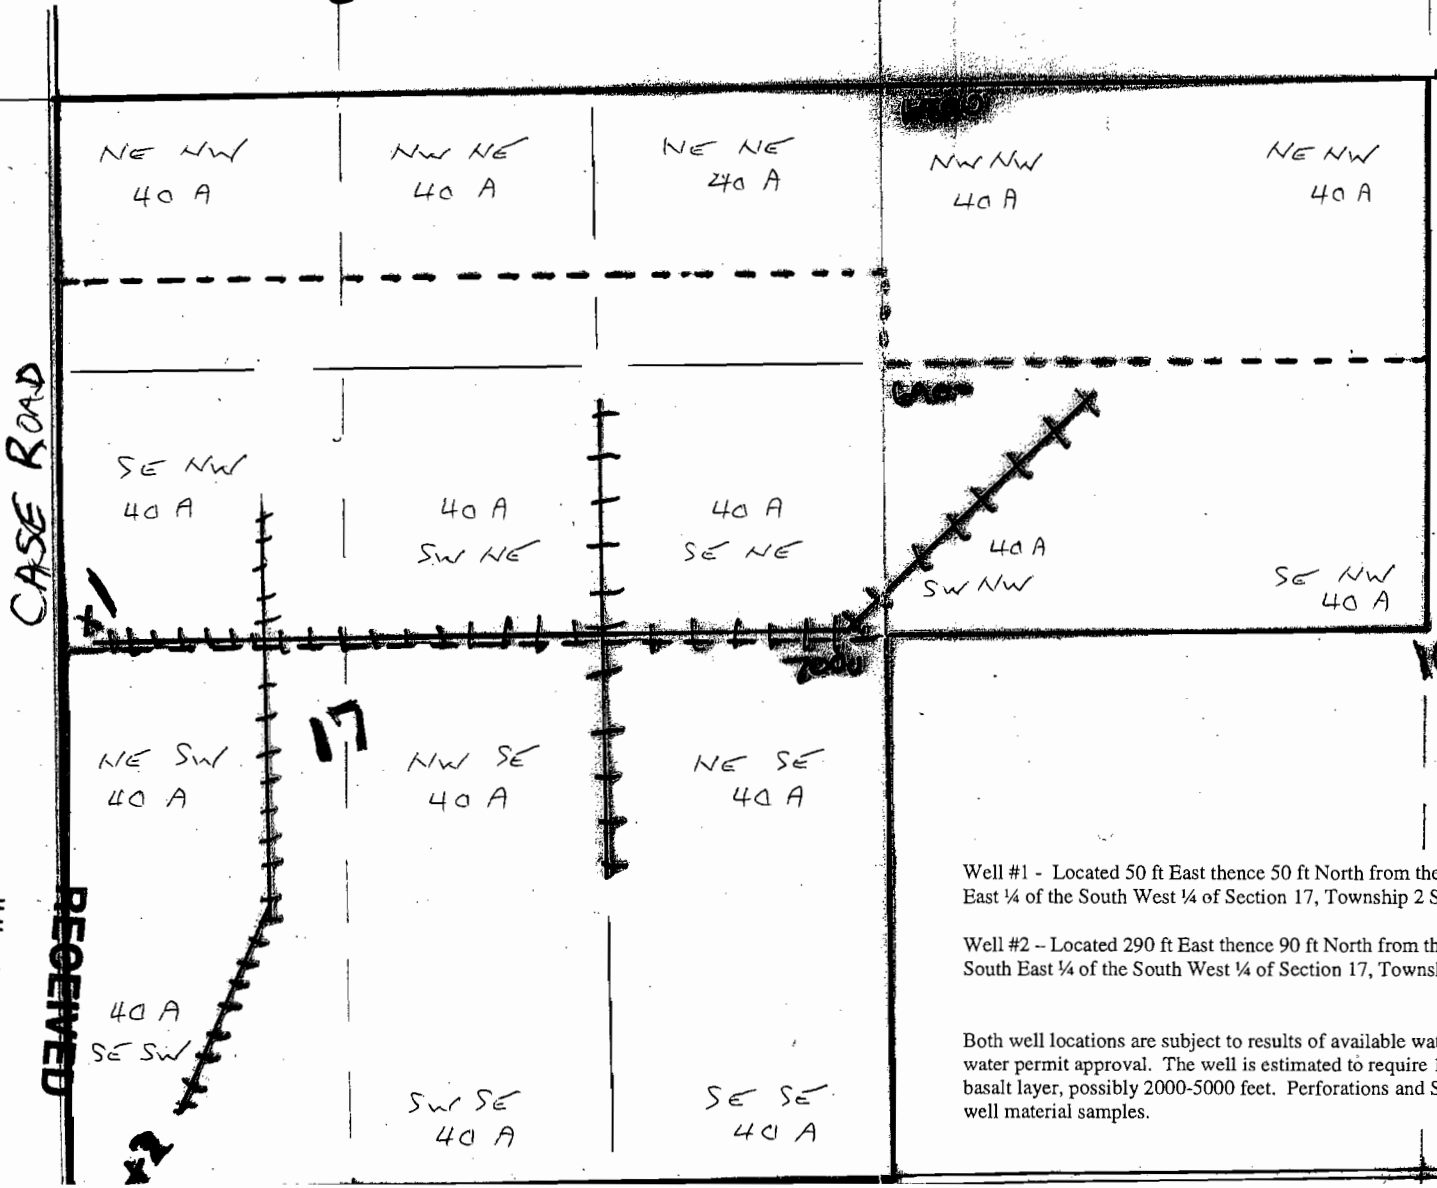 NE NW
40 A
NW NE
40 A
NE NE
40 A
NW NW
40 A
NE NW
40 A
CASE ROAD
SE NW
40 A
40 A
SW NE
40 A
SE NE
40 A
SW NW
SE NW
40 A
x1
7000
17
NE SW
40 A
NW SE
40 A
NE SE
40 A
RECEIVED
40 A
SE SW
SW SE
40 A
SE SE
40 A
x2
Well #1 - Located 50 ft East thence 50 ft North from the
East ¼ of the South West ¼ of Section 17, Township 2 S
Well #2 – Located 290 ft East thence 90 ft North from th
South East ¼ of the South West ¼ of Section 17, Towns
Both well locations are subject to results of available wa
water permit approval. The well is estimated to require 1
basalt layer, possibly 2000-5000 feet. Perforations and S
well material samples.